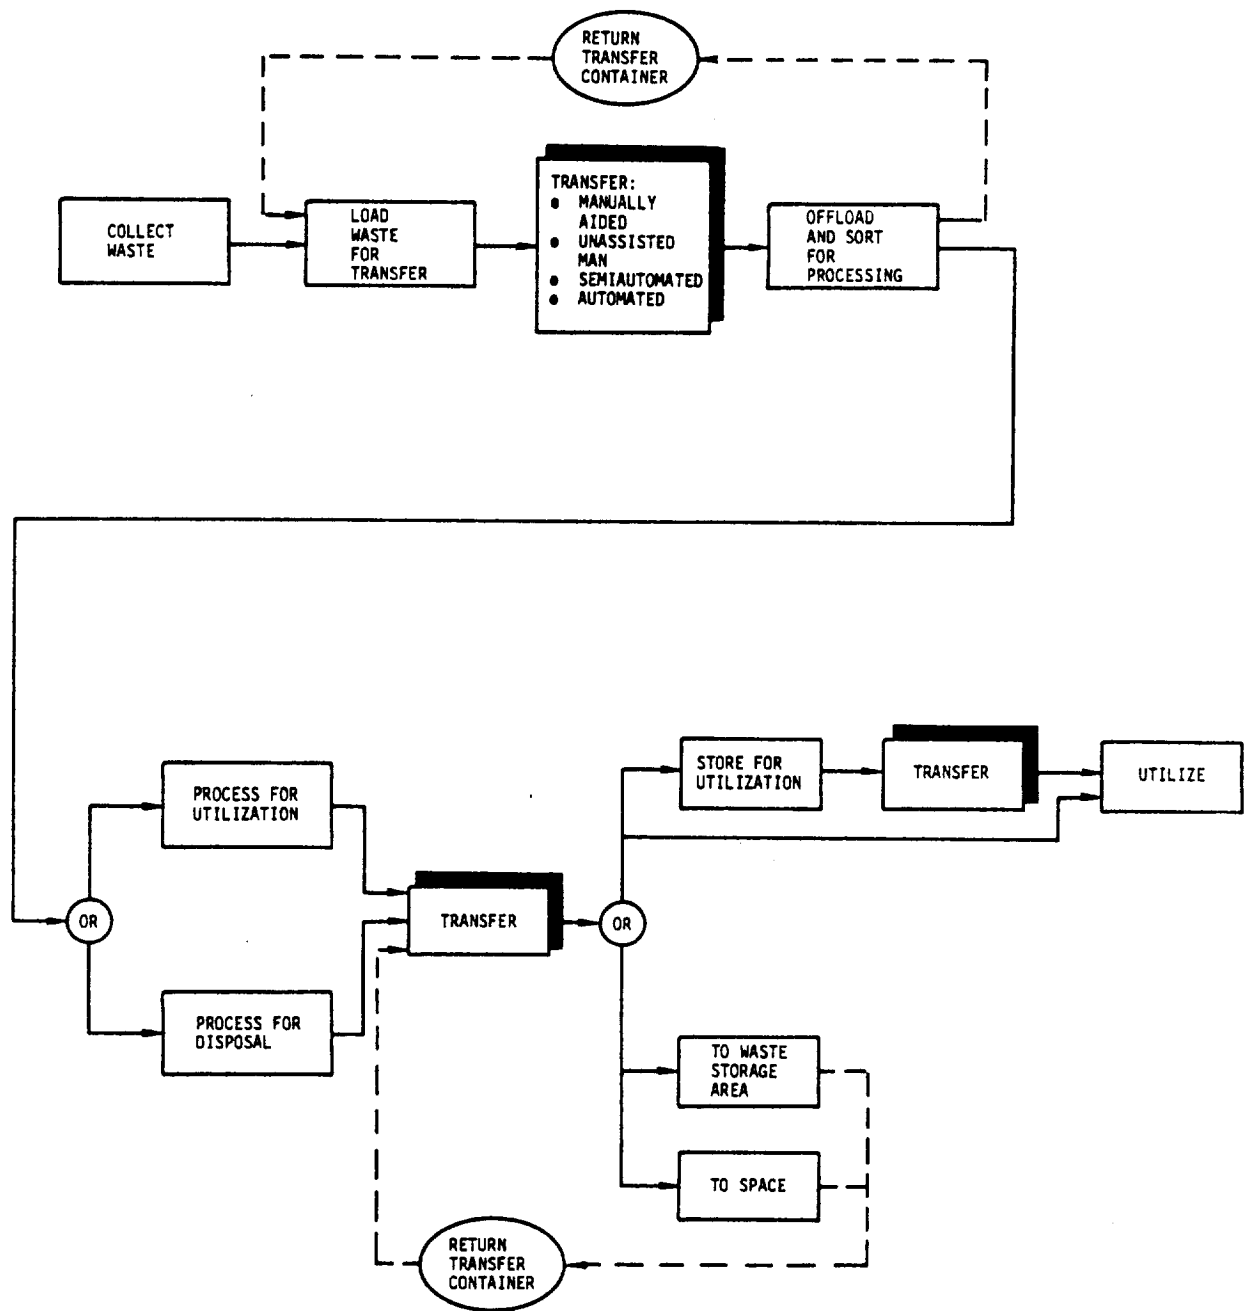 RETURN
TRANSFER
CONTAINER
COLLECT
WASTE
LOAD
WASTE
FOR
TRANSFER
TRANSFER:
● MANUALLY
AIDED
● UNASSISTED
MAN
● SEMIAUTOMATED
● AUTOMATED
OFFLOAD
AND SORT
FOR
PROCESSING
OR
PROCESS FOR
UTILIZATION
PROCESS FOR
DISPOSAL
TRANSFER
OR
STORE FOR
UTILIZATION
TRANSFER
UTILIZE
TO WASTE
STORAGE
AREA
TO SPACE
RETURN
TRANSFER
CONTAINER